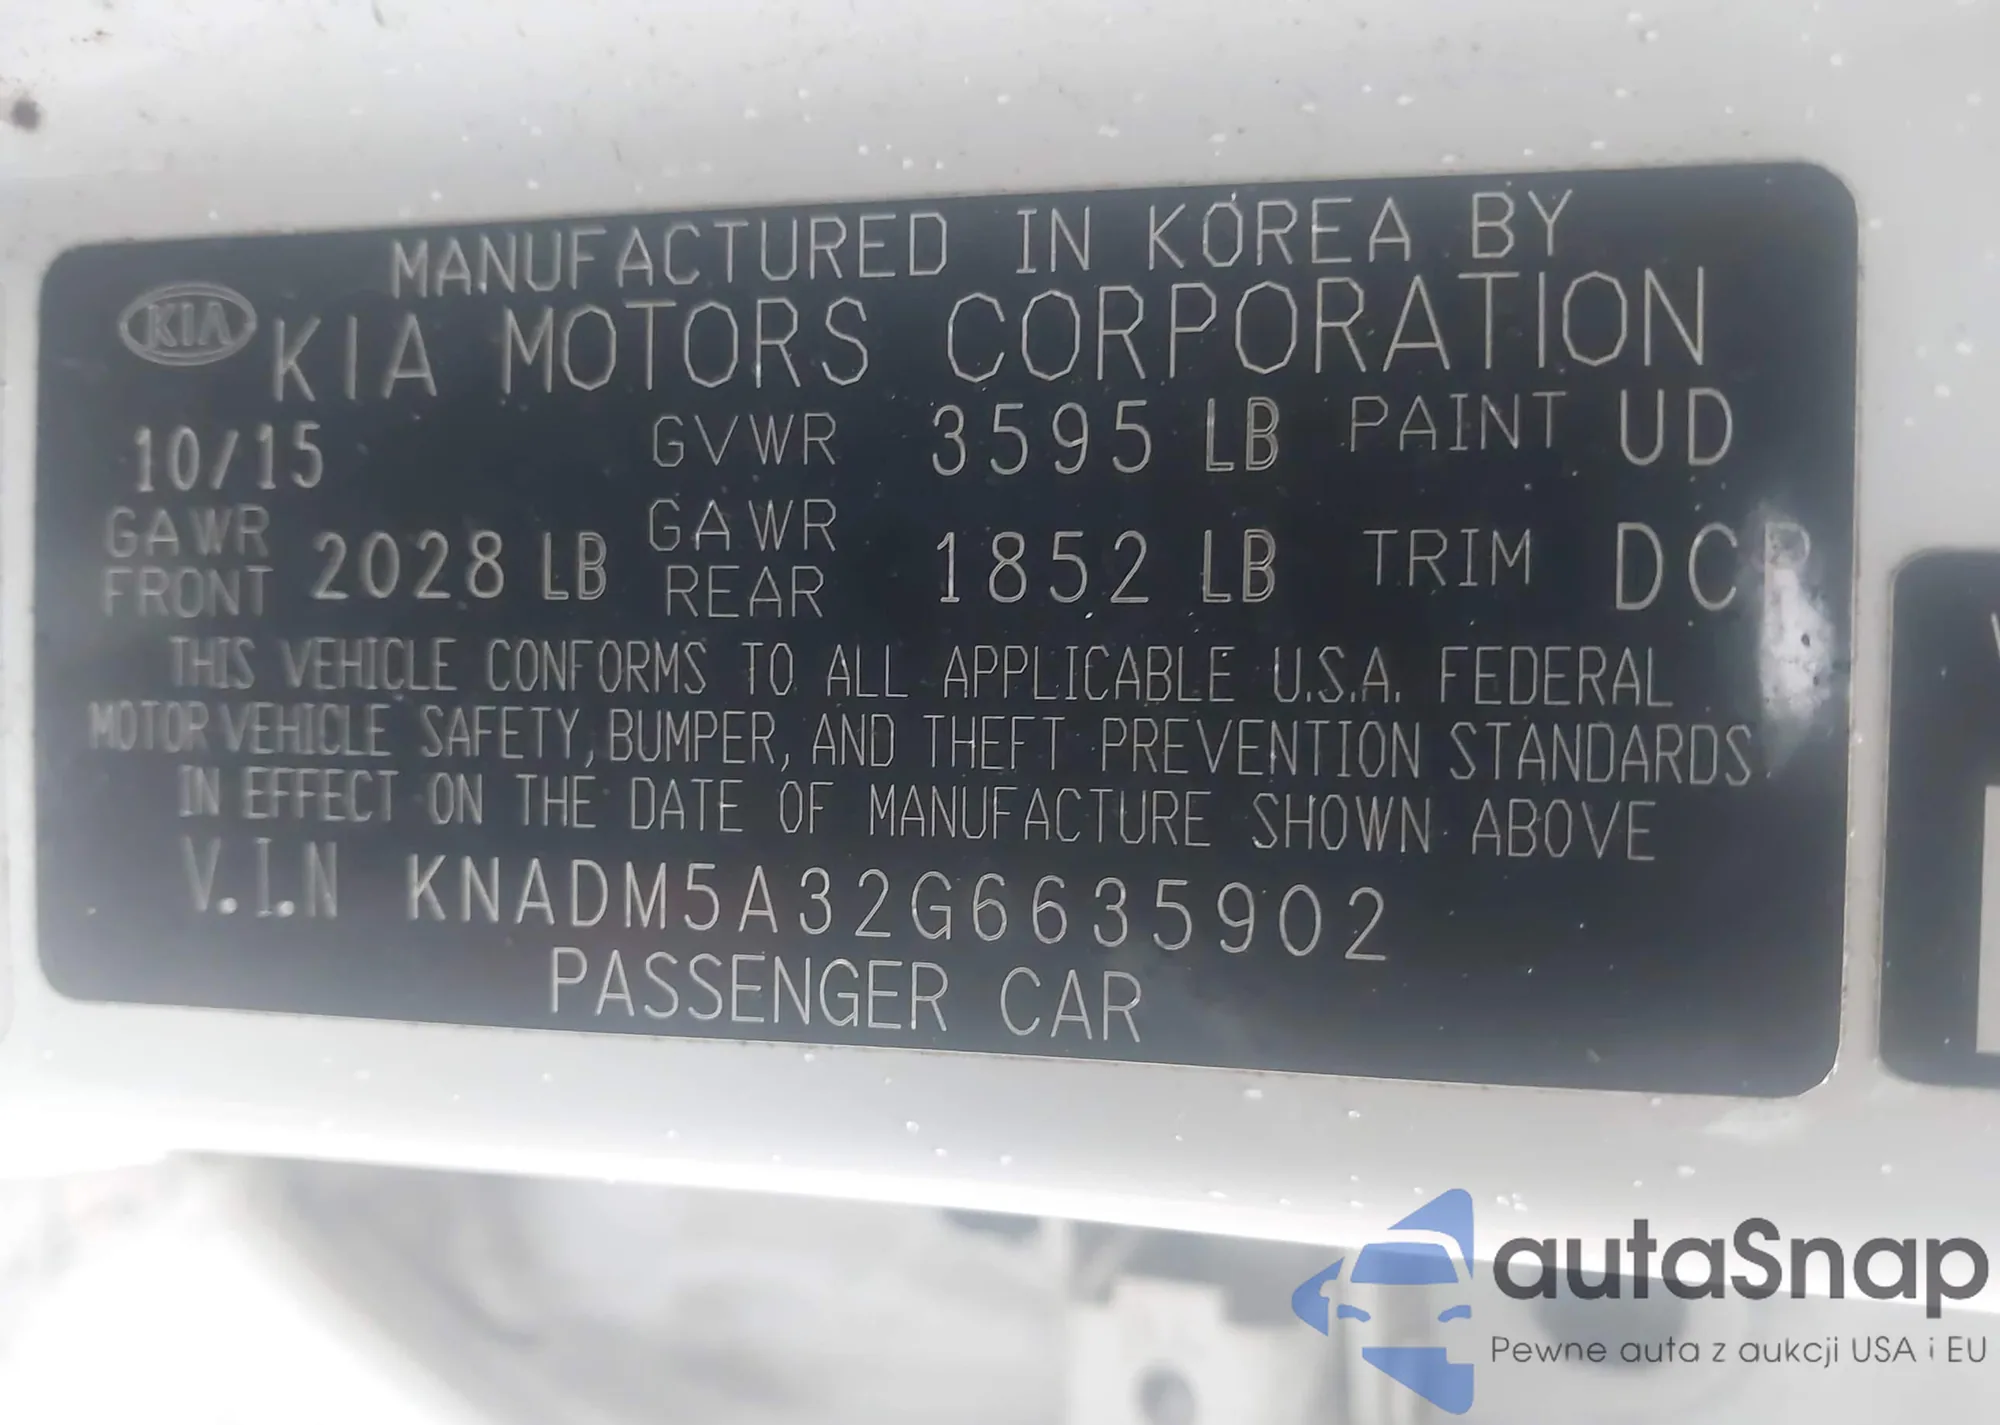 MANUFACTURED IN KOREA BY
KIA KIA MOTORS CORPORATION
10/15 GVWR 3595 LB PAINT UD
GAWR FRONT 2028 LB GAWR REAR 1852 LB TRIM DCR
THIS VEHICLE CONFORMS TO ALL APPLICABLE U.S.A. FEDERAL
MOTOR VEHICLE SAFETY, BUMPER, AND THEFT PREVENTION STANDARDS
IN EFFECT ON THE DATE OF MANUFACTURE SHOWN ABOVE
V.I.N KNADM5A32G6635902
PASSENGER CAR
autaSnap
Pewne auta z aukcji USA i EU